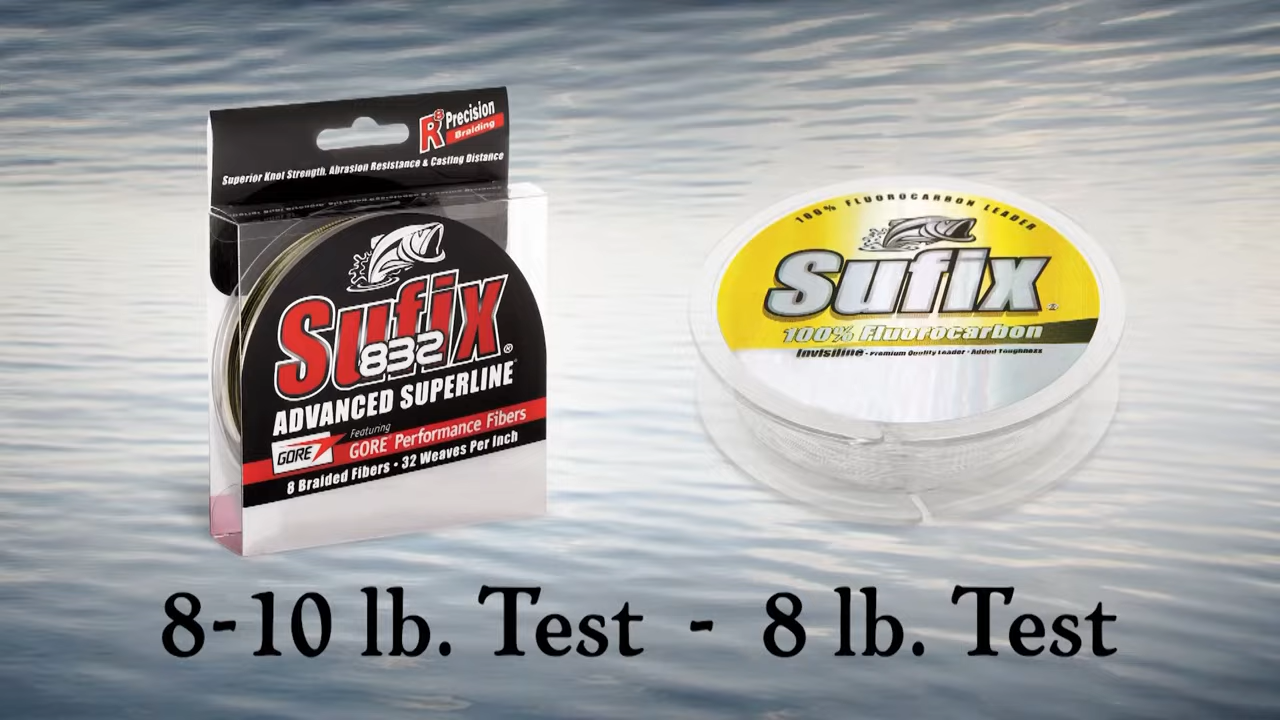 R8 Precision
Braiding
Superior Knot Strength, Abrasion Resistance & Casting Distance
Sufix®
832
ADVANCED SUPERLINE
GORE
Featuring
GORE Performance Fibers
8 Braided Fibers • 32 Weaves Per Inch
100% FLUOROCARBON LEADER
Sufix®
100% Fluorocarbon
Invisiline - Premium Quality Leader • Added Toughness
8-10 lb. Test - 8 lb. Test